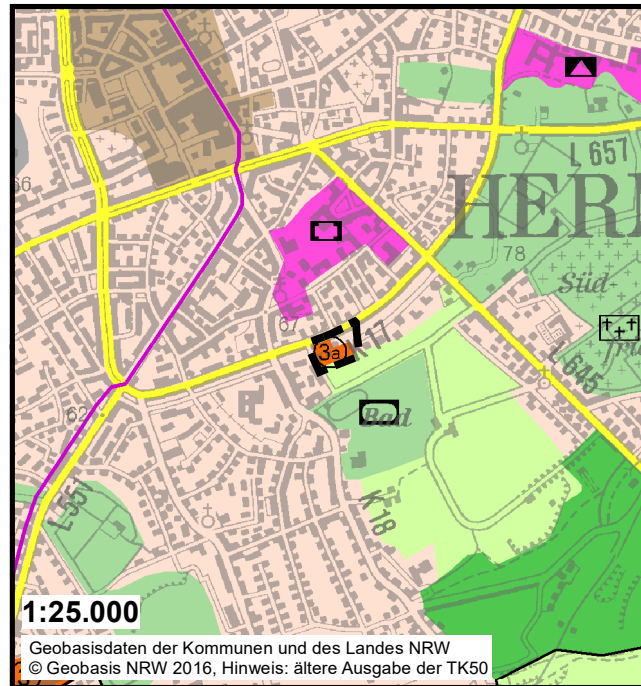 L 657
HERI
66
78
Süd-
67
K 17
3a
L 645
Bad
62
K 18
L 551
1:25.000
Geobasisdaten der Kommunen und des Landes NRW
© Geobasis NRW 2016, Hinweis: ältere Ausgabe der TK50